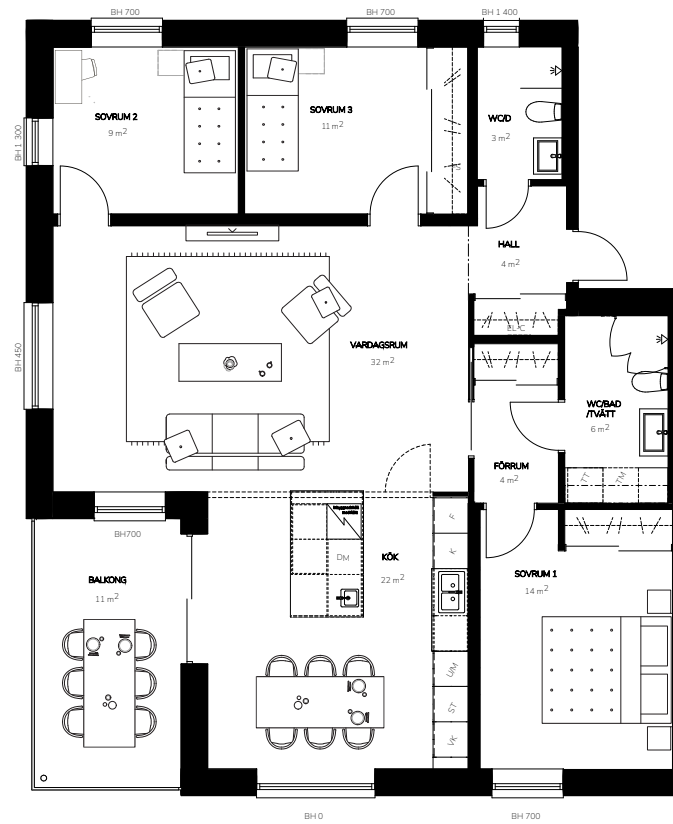 BH 700
BH 700
BH 1 400
BH 1 300
SOVRUM 2
9 m2
SOVRUM 3
11 m2
WC/D
3 m2
S
HALL
4 m2
EL-C
BH 450
VARDAGSRUM
32 m2
WC/BAD
/TVÄTT
6 m2
FÖRRUM
4 m2
TT
TM
BH700
F
K
DM
KÖK
22 m2
BALKONG
11 m2
SOVRUM 1
14 m2
U/M
ST
VK
BH 0
BH 700